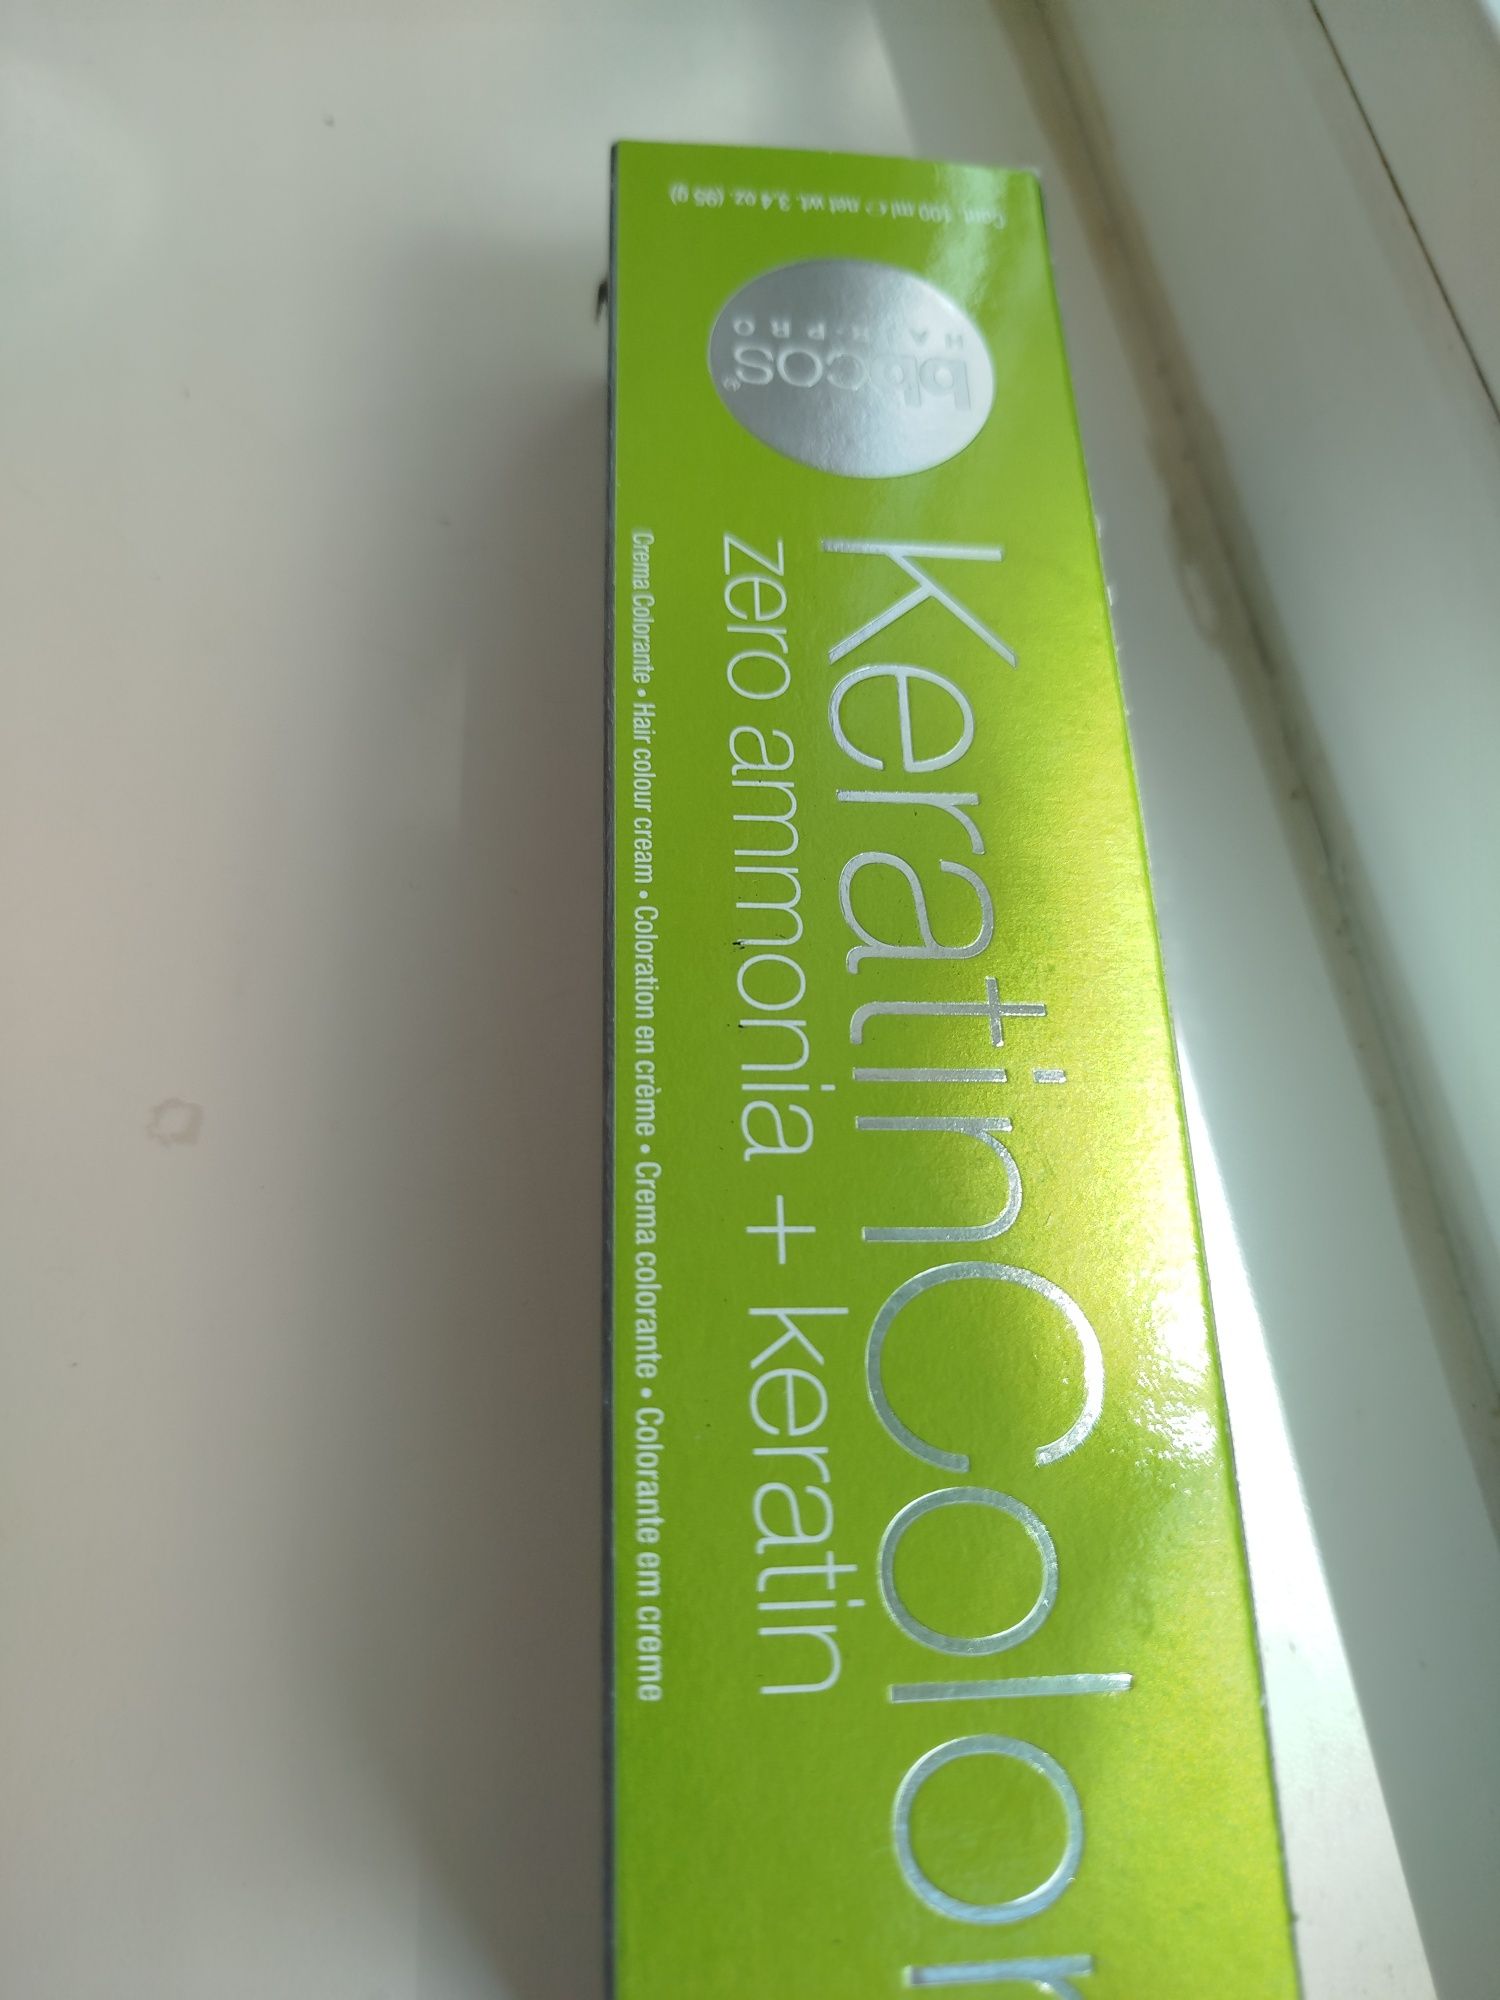 Cont. 100 ml ℮ net wt. 3.4 oz. (95 g)
bbcos®
HAIR•PRO
KeratinColor
zero ammonia + keratin
Crema Colorante • Hair colour cream • Coloration en crème • Crema colorante • Colorante em creme